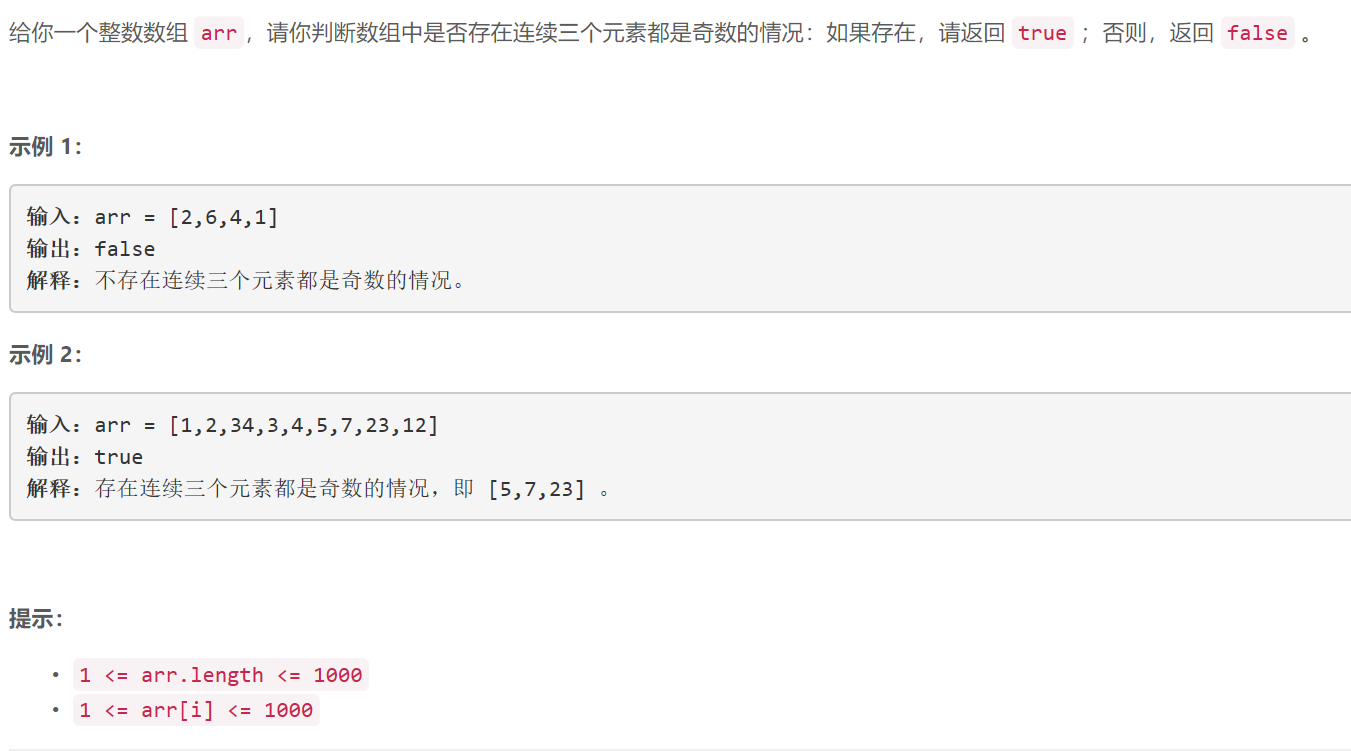 给你一个整数数组 arr，请你判断数组中是否存在连续三个元素都是奇数的情况：如果存在，请返回 true ；否则，返回 false 。
示例 1：
输入：arr = [2,6,4,1]
输出：false
解释：不存在连续三个元素都是奇数的情况。
示例 2：
输入：arr = [1,2,34,3,4,5,7,23,12]
输出：true
解释：存在连续三个元素都是奇数的情况，即 [5,7,23] 。
提示：
• 1 <= arr.length <= 1000
• 1 <= arr[i] <= 1000